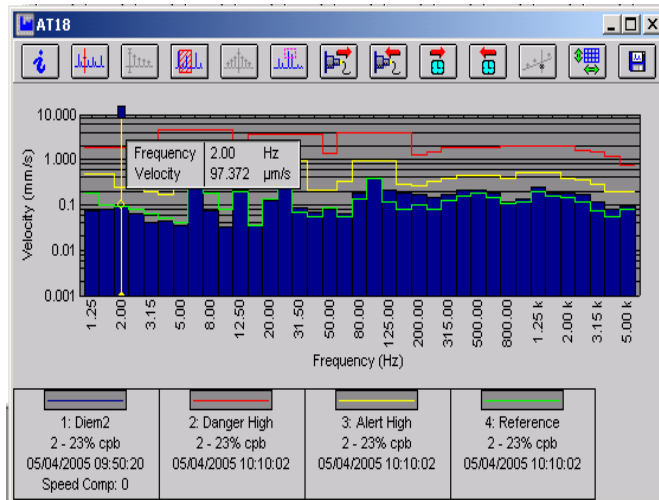 AT18
10.000
1.000
0.1
0.01
0.001
Velocity (mm/s)
Frequency 2.00 Hz
Velocity 97.372 µm/s
1.25 2.00 3.15 5.00 8.00 12.50 20.00 31.50 50.00 80.00 125.00 200.00 315.00 500.00 800.00 1.25 k 2.00 k 3.15 k 5.00 k
Frequency (Hz)
1: Diem2
2 - 23% cpb
05/04/2005 09:50:20
Speed Comp: 0
2: Danger High
2 - 23% cpb
05/04/2005 10:10:02
3: Alert High
2 - 23% cpb
05/04/2005 10:10:02
4: Reference
2 - 23% cpb
05/04/2005 10:10:02